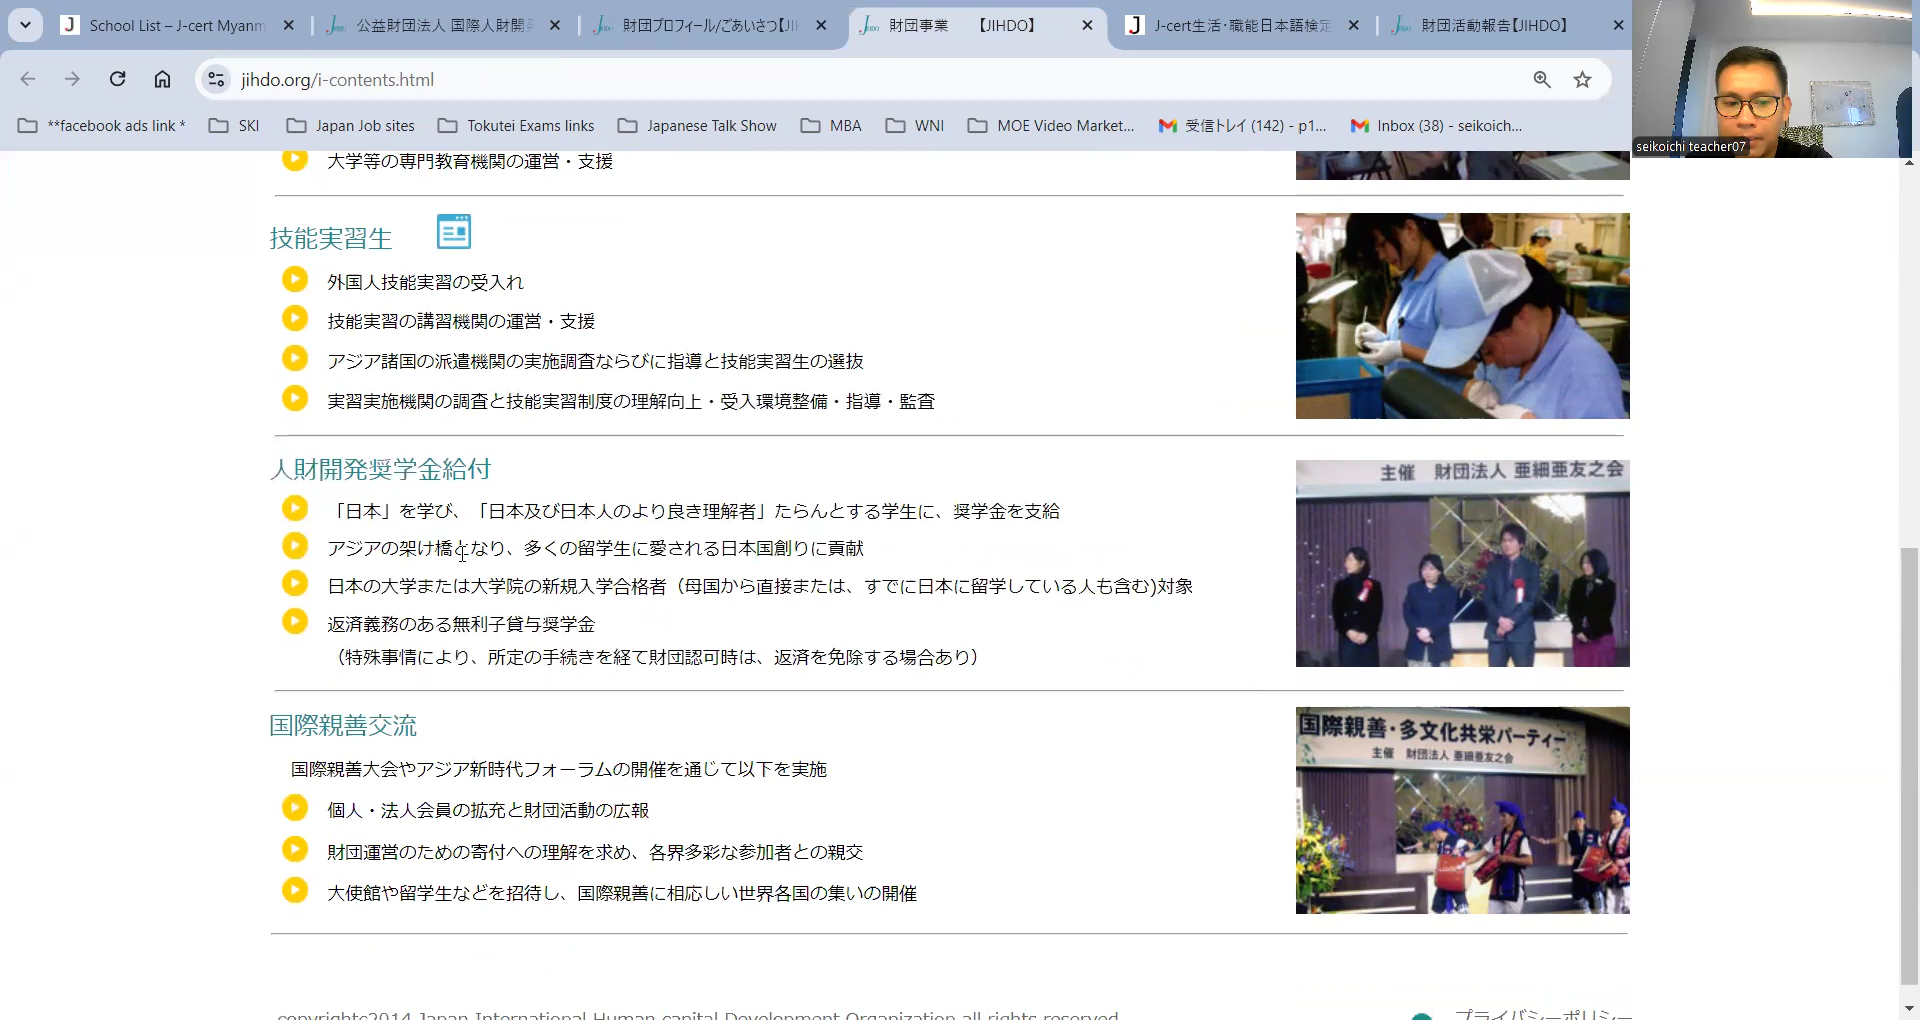 School List – J-cert Myanm
公益財団法人 国際人財開
財団プロフィール/ごあいさつ【JI
財団事業 【JIHDO】
J-cert生活・職能日本語検定
財団活動報告【JIHDO】
jihdo.org/i-contents.html
**facebook ads link *
SKI
Japan Job sites
Tokutei Exams links
Japanese Talk Show
MBA
WNI
MOE Video Market...
受信トレイ (142) - p1...
Inbox (38) - seikoich...
seikoichi teacher07
大学等の専門教育機関の運営・支援
技能実習生
外国人技能実習の受入れ
技能実習の講習機関の運営・支援
アジア諸国の派遣機関の実施調査ならびに指導と技能実習生の選抜
実習実施機関の調査と技能実習制度の理解向上・受入環境整備・指導・監査
人財開発奨学金給付
「日本」を学び、「日本及び日本人のより良き理解者」たらんとする学生に、奨学金を支給
アジアの架け橋となり、多くの留学生に愛される日本国創りに貢献
日本の大学または大学院の新規入学合格者（母国から直接または、すでに日本に留学している人も含む)対象
返済義務のある無利子貸与奨学金
（特殊事情により、所定の手続きを経て財団認可時は、返済を免除する場合あり）
主催 財団法人 亜細亜友之会
国際親善交流
国際親善大会やアジア新時代フォーラムの開催を通じて以下を実施
個人・法人会員の拡充と財団活動の広報
財団運営のための寄付への理解を求め、各界多彩な参加者との親交
大使館や留学生などを招待し、国際親善に相応しい世界各国の集いの開催
国際親善・多文化共栄パーティー
主催 財団法人 亜細亜友之会
copyrightc2014 Japan International Human capital Development Organization all rights reserved
プライバシーポリシー